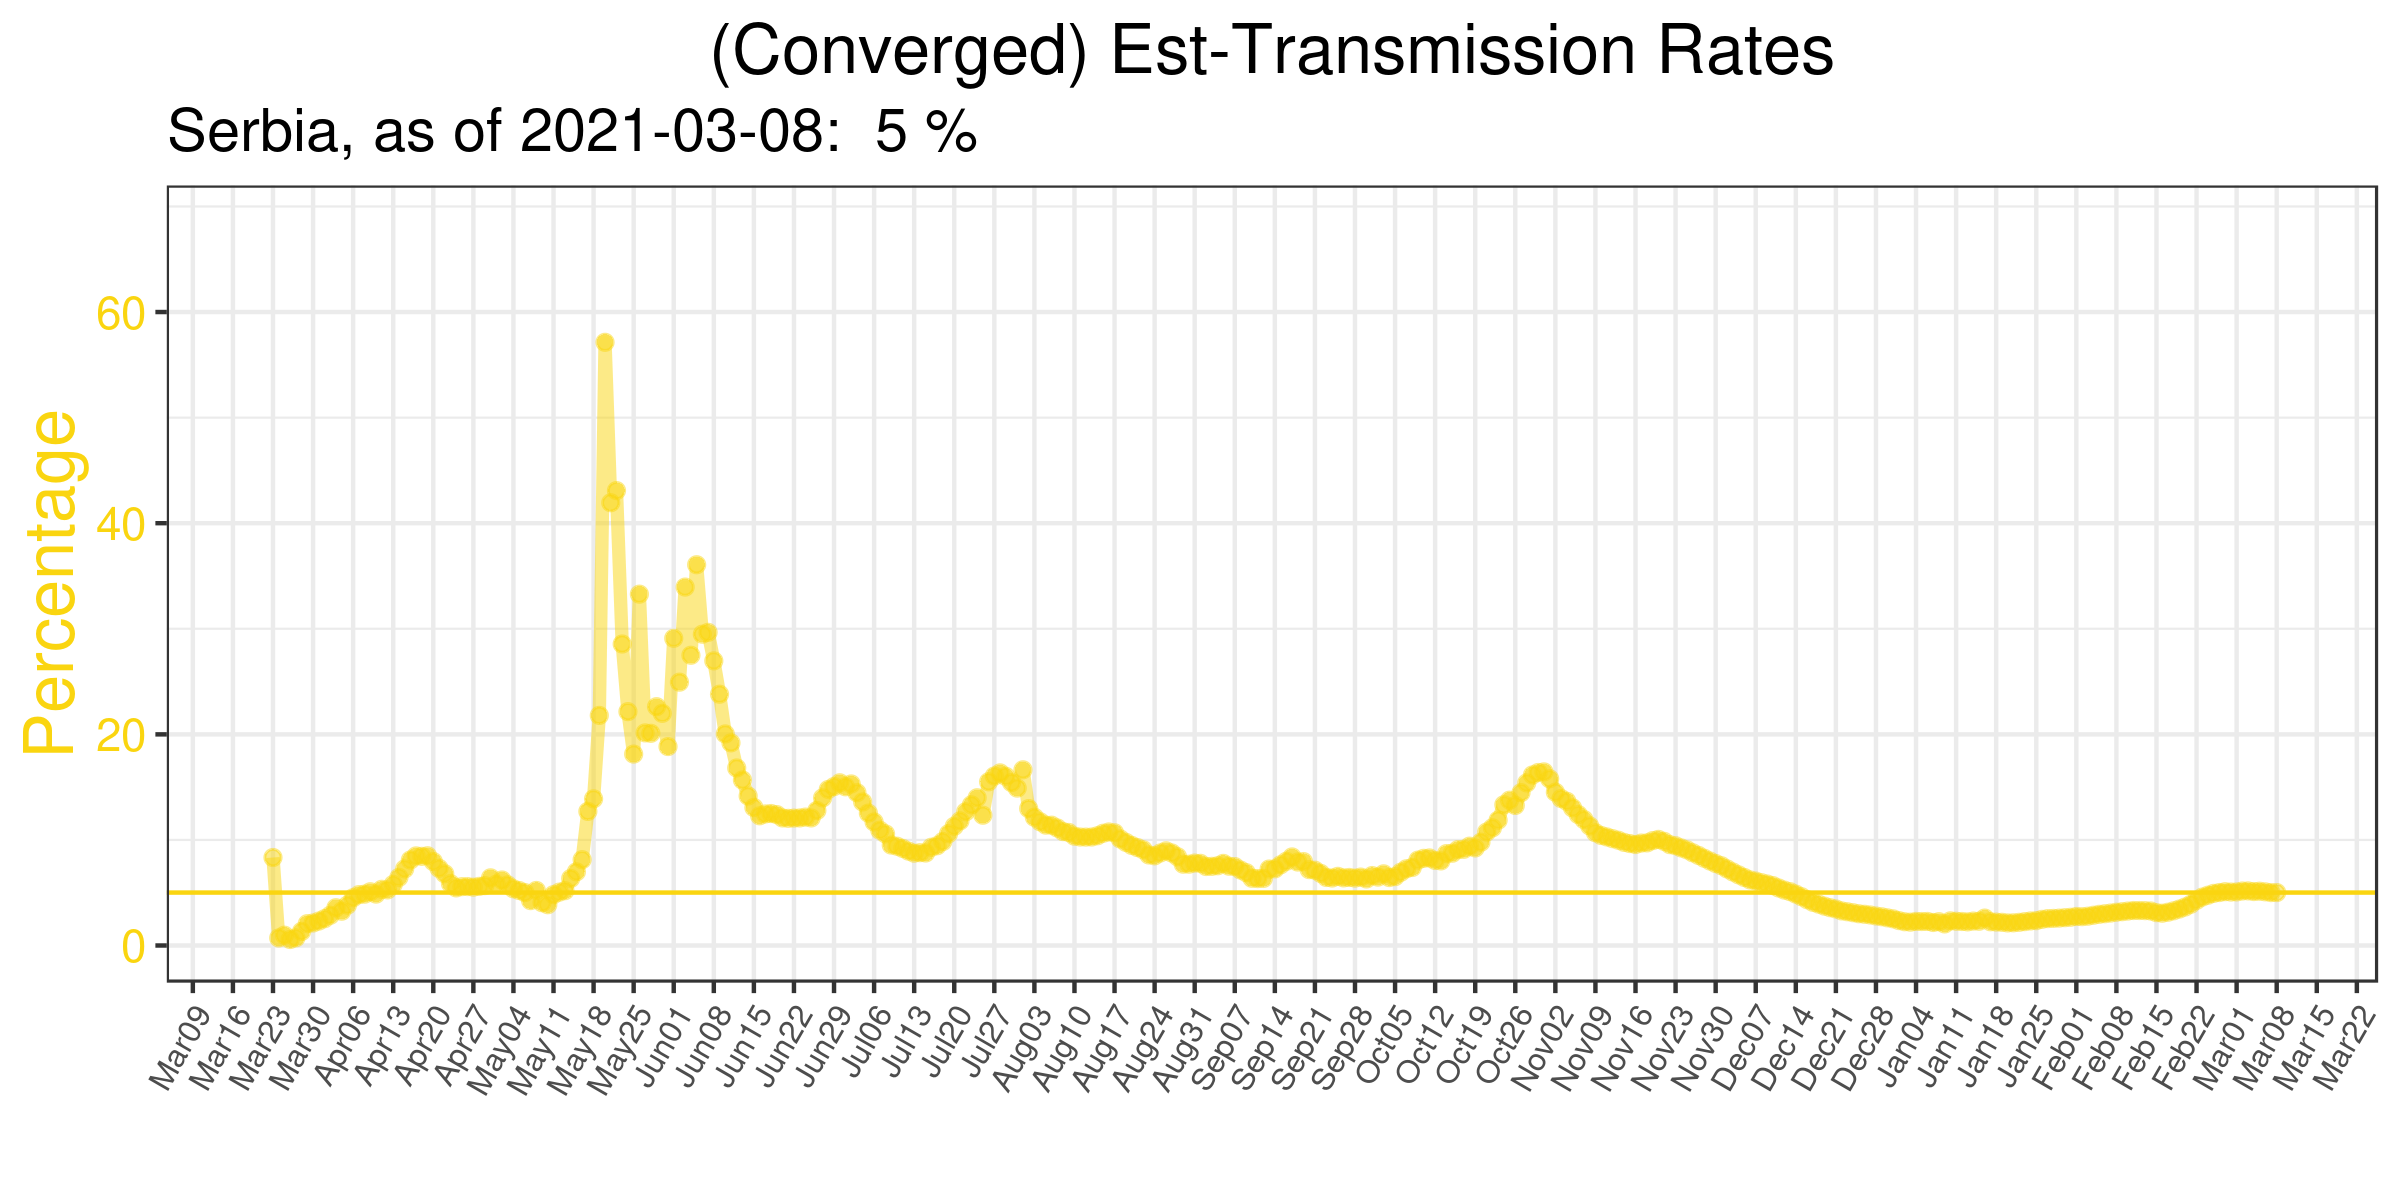 (Converged) Est-Transmission Rates
Serbia, as of 2021-03-08:  5 %
Percentage
60
40
20
0
Mar09
Mar16
Mar23
Mar30
Apr06
Apr13
Apr20
Apr27
May04
May11
May18
May25
Jun01
Jun08
Jun15
Jun22
Jun29
Jul06
Jul13
Jul20
Jul27
Aug03
Aug10
Aug17
Aug24
Aug31
Sep07
Sep14
Sep21
Sep28
Oct05
Oct12
Oct19
Oct26
Nov02
Nov09
Nov16
Nov23
Nov30
Dec07
Dec14
Dec21
Dec28
Jan04
Jan11
Jan18
Jan25
Feb01
Feb08
Feb15
Feb22
Mar01
Mar08
Mar15
Mar22